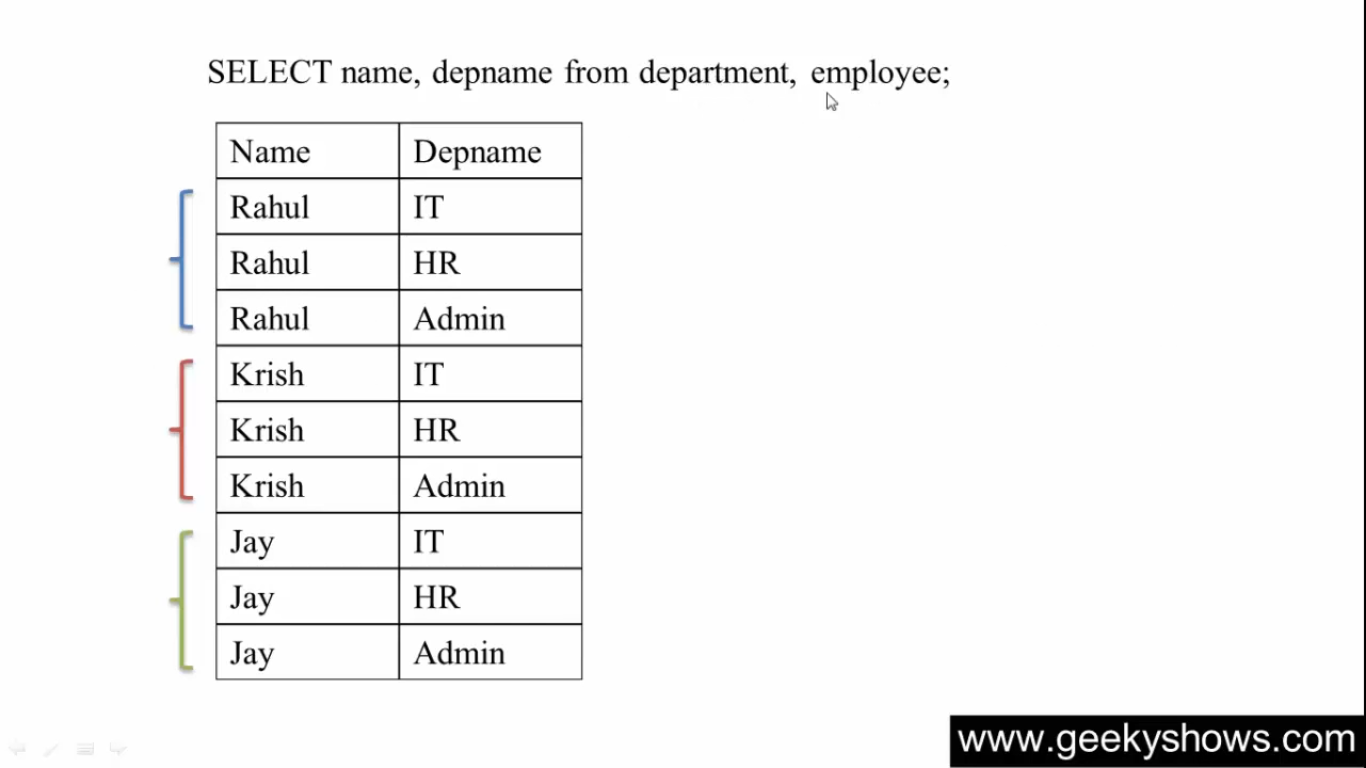 SELECT name, depname from department, employee;
Name Depname
Rahul IT
Rahul HR
Rahul Admin
Krish IT
Krish HR
Krish Admin
Jay IT
Jay HR
Jay Admin
www.geekyshows.com